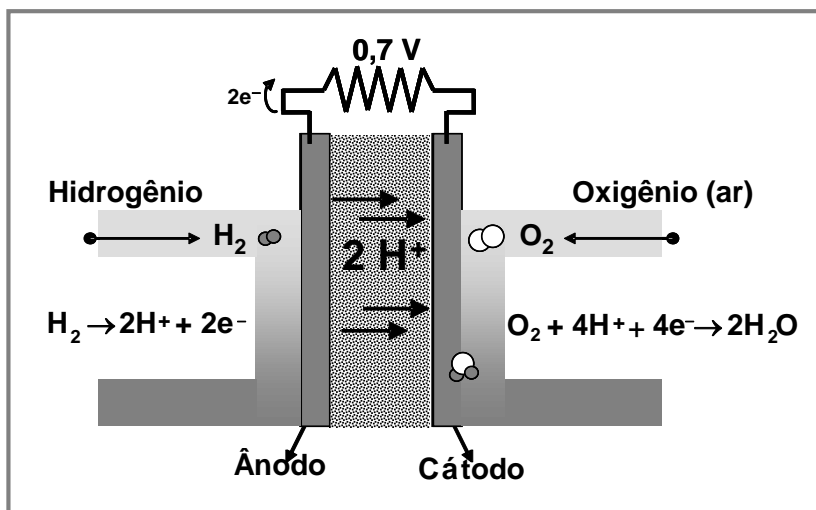 0,7 V
2e⁻
Hidrogênio
Oxigênio (ar)
H₂
2 H⁺
O₂
H₂ → 2H⁺ + 2e⁻
O₂ + 4H⁺ + 4e⁻ → 2H₂O
Ânodo
Cátodo